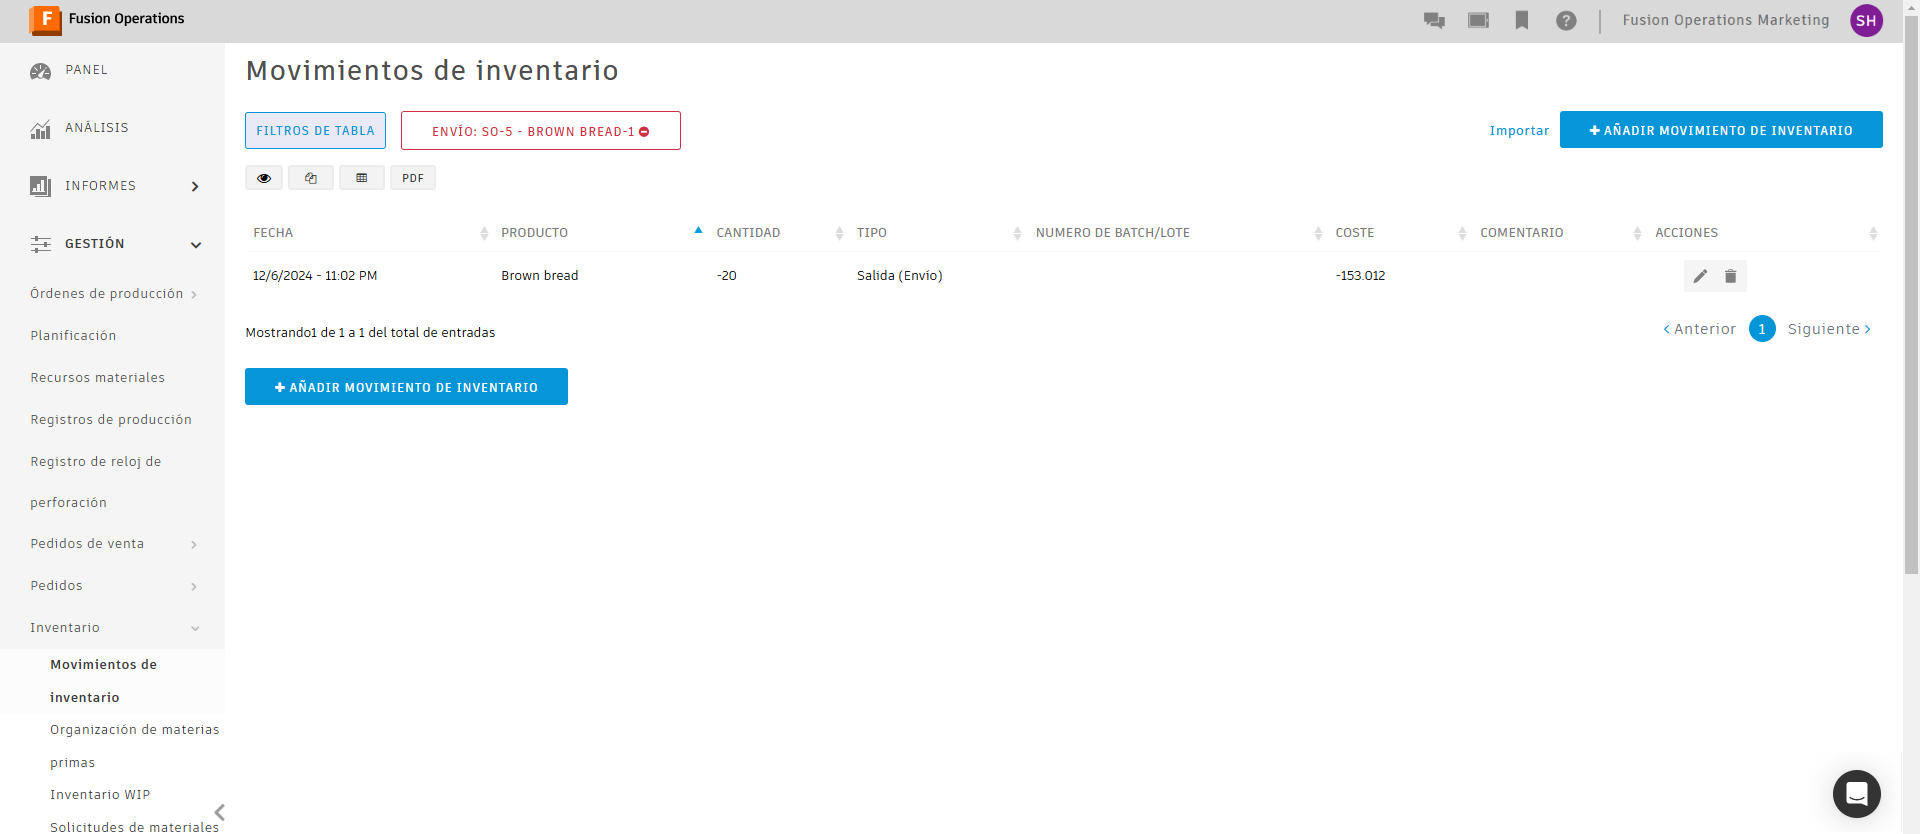 F Fusion Operations
Fusion Operations Marketing
SH
PANEL
ANÁLISIS
INFORMES
GESTIÓN
Órdenes de producción
Planificación
Recursos materiales
Registros de producción
Registro de reloj de
perforación
Pedidos de venta
Pedidos
Inventario
Movimientos de
inventario
Organización de materias
primas
Inventario WIP
Solicitudes de materiales
Movimientos de inventario
FILTROS DE TABLA
ENVÍO: SO-5 - BROWN BREAD-1
Importar
AÑADIR MOVIMIENTO DE INVENTARIO
PDF
FECHA PRODUCTO CANTIDAD TIPO NUMERO DE BATCH/LOTE COSTE COMENTARIO ACCIONES
12/6/2024 - 11:02 PM Brown bread -20 Salida (Envío) -153.012
Mostrando1 de 1 a 1 del total de entradas
Anterior 1 Siguiente
AÑADIR MOVIMIENTO DE INVENTARIO